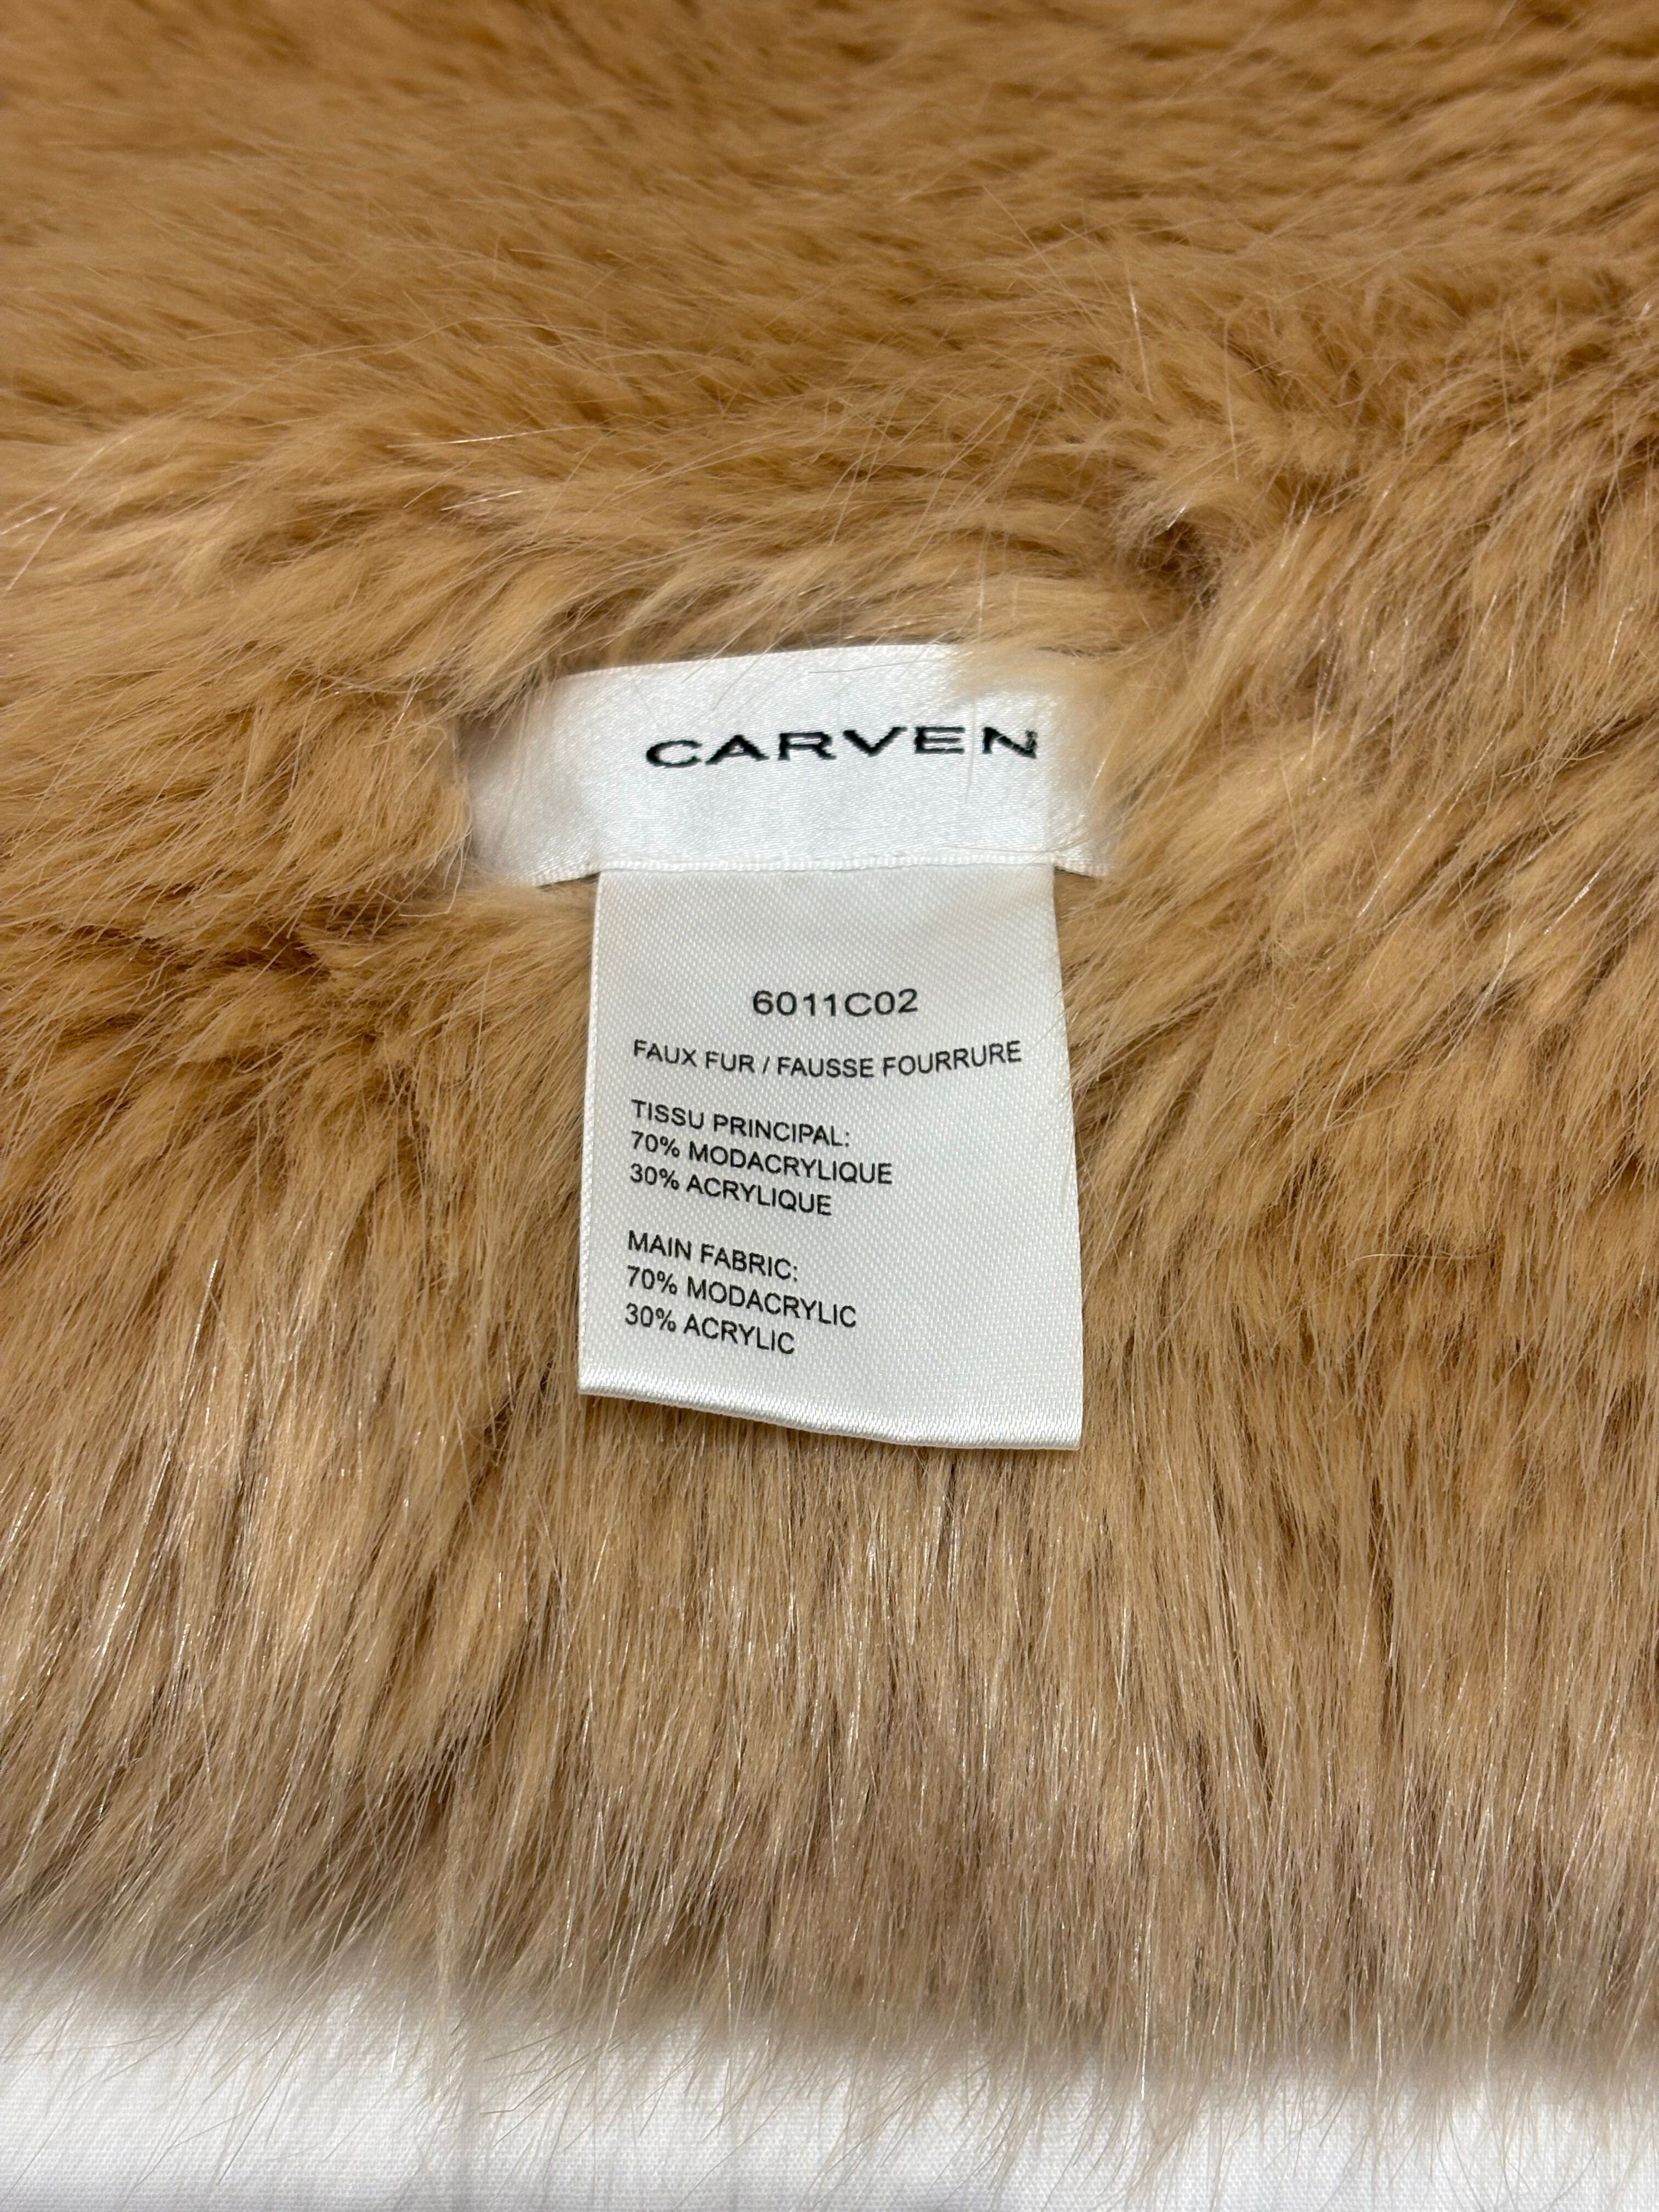 CARVEN
6011C02
FAUX FUR / FAUSSE FOURRURE
TISSU PRINCIPAL:
70% MODACRYLIQUE
30% ACRYLIQUE
MAIN FABRIC:
70% MODACRYLIC
30% ACRYLIC